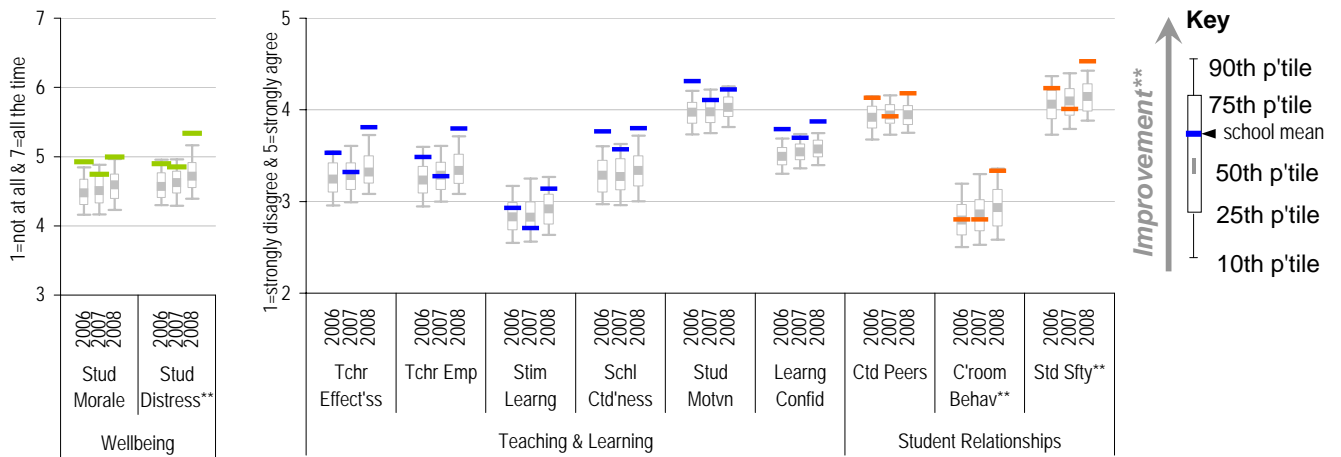 1=not at all & 7=all the time
7
6
5
4
3
2006 2007 2008 2006 2007 2008
Stud Morale
Stud Distress**
Wellbeing
1=strongly disagree & 5=strongly agree
5
4
3
2
2006 2007 2008 2006 2007 2008 2006 2007 2008 2006 2007 2008 2006 2007 2008 2006 2007 2008 2006 2007 2008 2006 2007 2008 2006 2007 2008
Tchr Effect'ss
Tchr Emp
Stim Learng
Schl Ctd'ness
Stud Motvn
Learng Confid
Ctd Peers
C'room Behav**
Std Sfty**
Teaching & Learning
Student Relationships
Improvement**
Key
90th p'tile
75th p'tile
school mean
50th p'tile
25th p'tile
10th p'tile